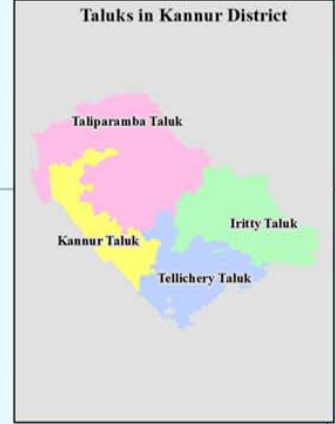 Taluks in Kannur District
Taliparamba Taluk
Iritty Taluk
Kannur Taluk
Tellichery Taluk